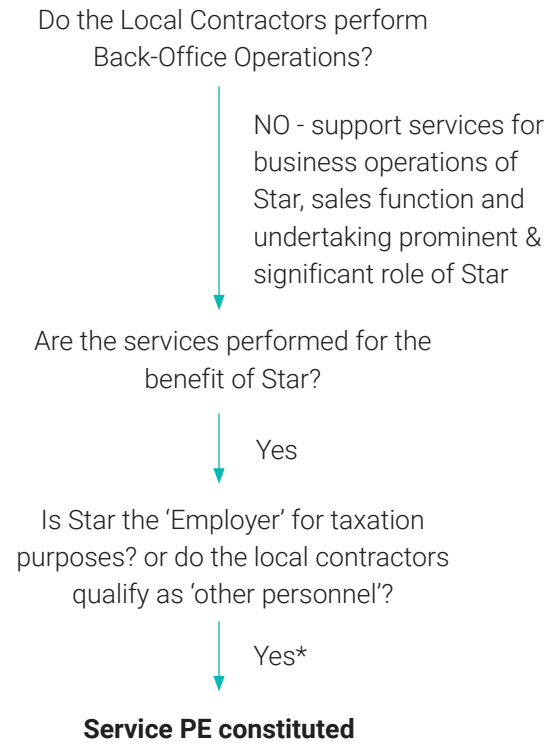 Do the Local Contractors perform
Back-Office Operations?
NO - support services for
business operations of
Star, sales function and
undertaking prominent &
significant role of Star
Are the services performed for the
benefit of Star?
Yes
Is Star the ‘Employer’ for taxation
purposes? or do the local contractors
qualify as ‘other personnel’?
Yes*
Service PE constituted